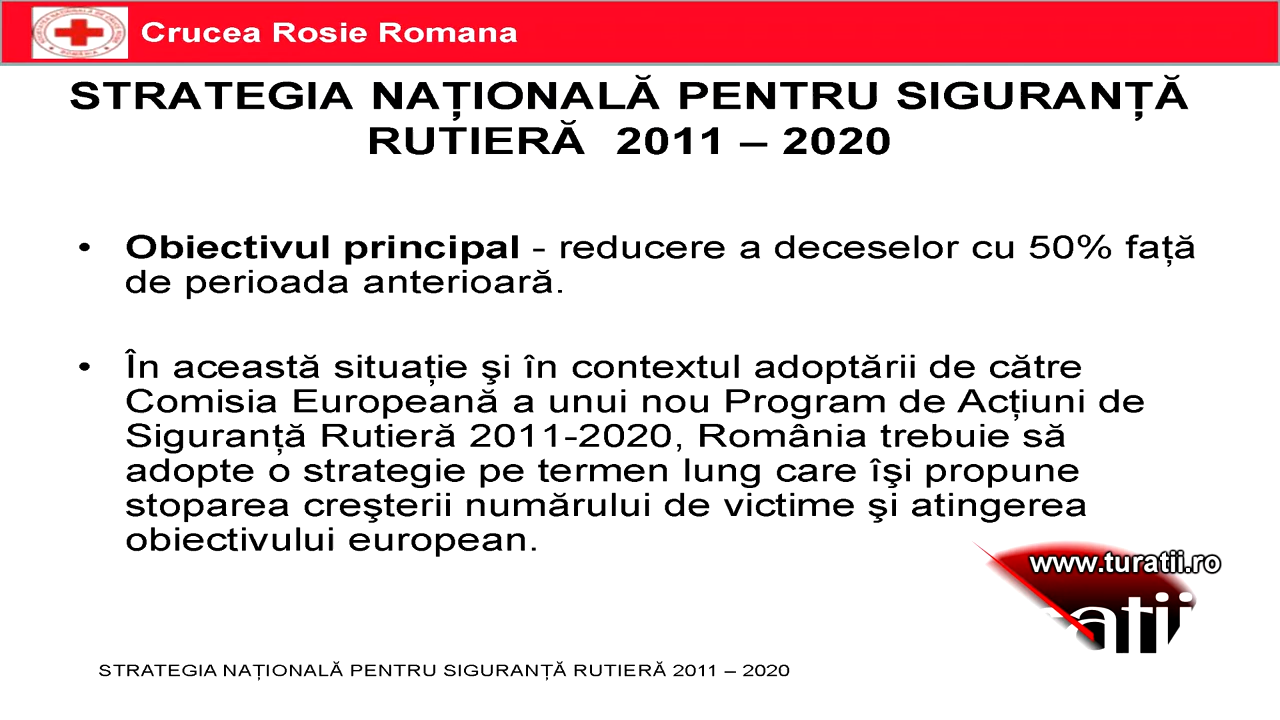 Crucea Rosie Romana
STRATEGIA NAȚIONALĂ PENTRU SIGURANȚĂ
RUTIERĂ 2011 – 2020
• Obiectivul principal - reducere a deceselor cu 50% față
de perioada anterioară.
• În această situație şi în contextul adoptării de către
Comisia Europeană a unui nou Program de Acțiuni de
Siguranță Rutieră 2011-2020, România trebuie să
adopte o strategie pe termen lung care îşi propune
stoparea creşterii numărului de victime şi atingerea
obiectivului european.
www.turatii.ro
STRATEGIA NAȚIONALĂ PENTRU SIGURANȚĂ RUTIERĂ 2011 – 2020